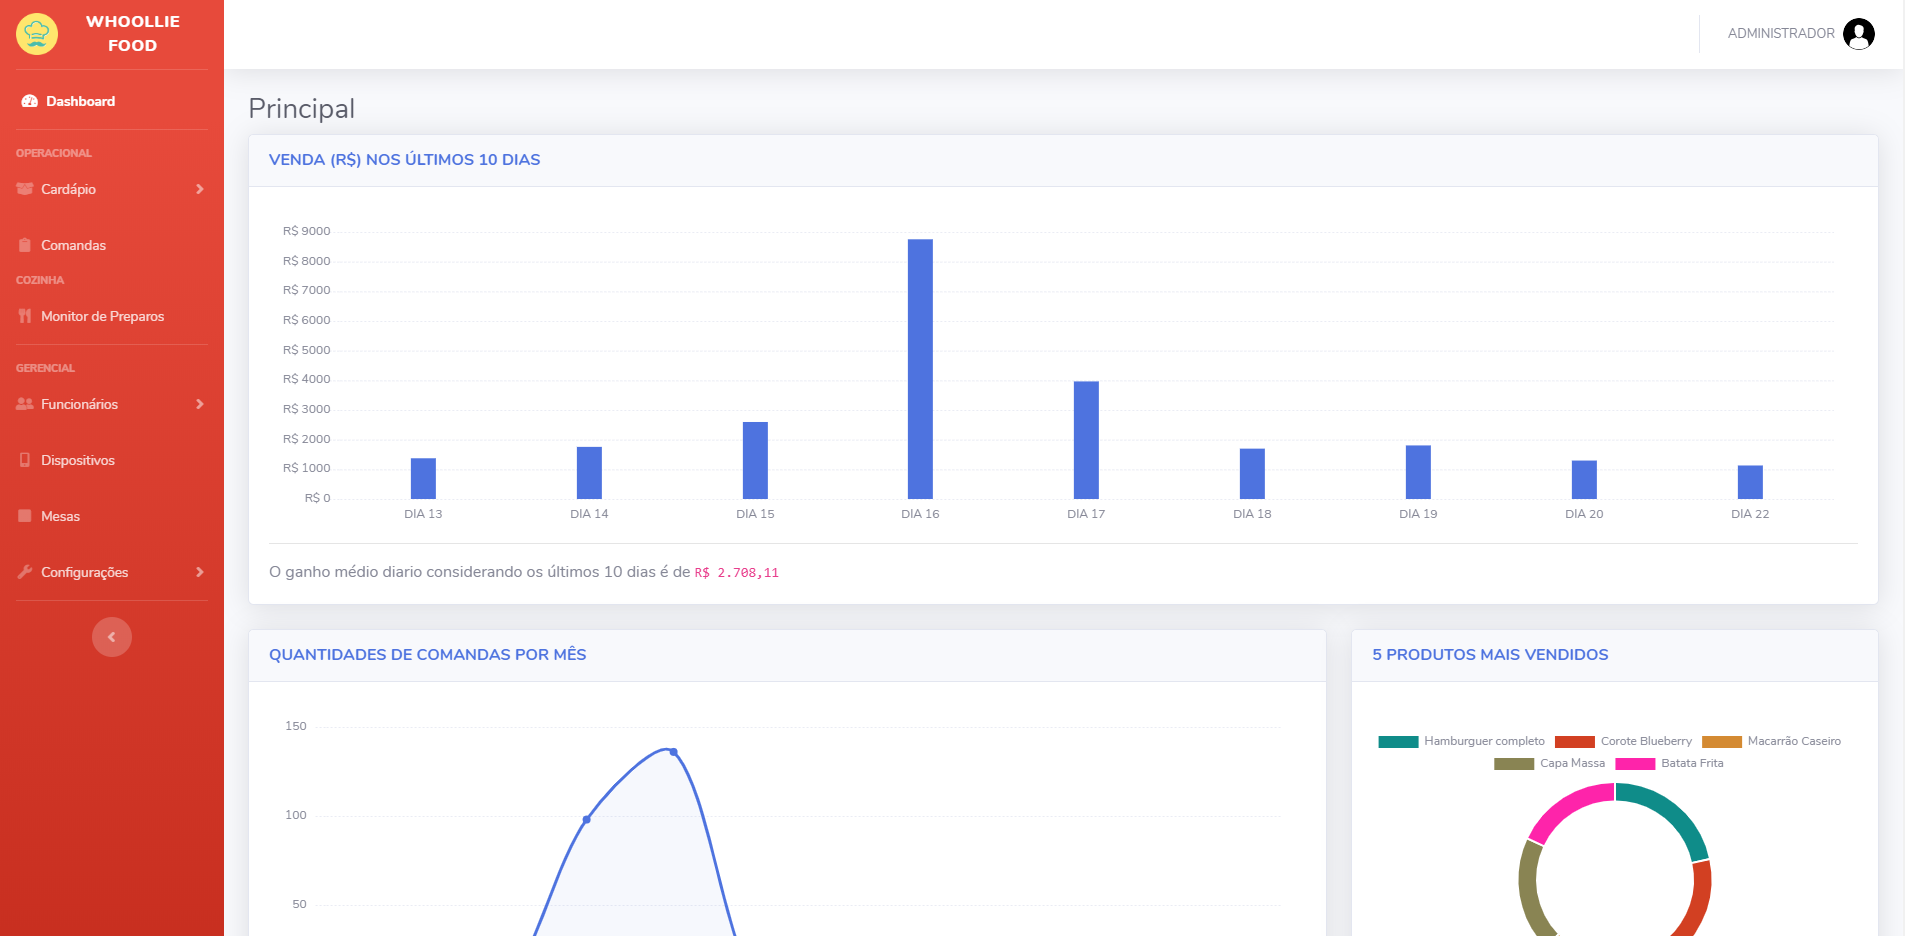 WHOOLLIE
FOOD
ADMINISTRADOR
Dashboard
OPERACIONAL
Cardápio
Comandas
COZINHA
Monitor de Preparos
GERENCIAL
Funcionários
Dispositivos
Mesas
Configurações
Principal
VENDA (R$) NOS ÚLTIMOS 10 DIAS
R$ 9000
R$ 8000
R$ 7000
R$ 6000
R$ 5000
R$ 4000
R$ 3000
R$ 2000
R$ 1000
R$ 0
DIA 13 DIA 14 DIA 15 DIA 16 DIA 17 DIA 18 DIA 19 DIA 20 DIA 22
O ganho médio diario considerando os últimos 10 dias é de R$ 2.708,11
QUANTIDADES DE COMANDAS POR MÊS
150
100
50
5 PRODUTOS MAIS VENDIDOS
Hamburguer completo Corote Blueberry Macarrão Caseiro
Capa Massa Batata Frita